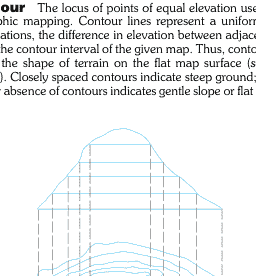 our The locus of points of equal elevation use
phic mapping. Contour lines represent a uniform
ations, the difference in elevation between adjace
the contour interval of the given map. Thus, conto
the shape of terrain on the flat map surface (s
). Closely spaced contours indicate steep ground;
absence of contours indicates gentle slope or flat